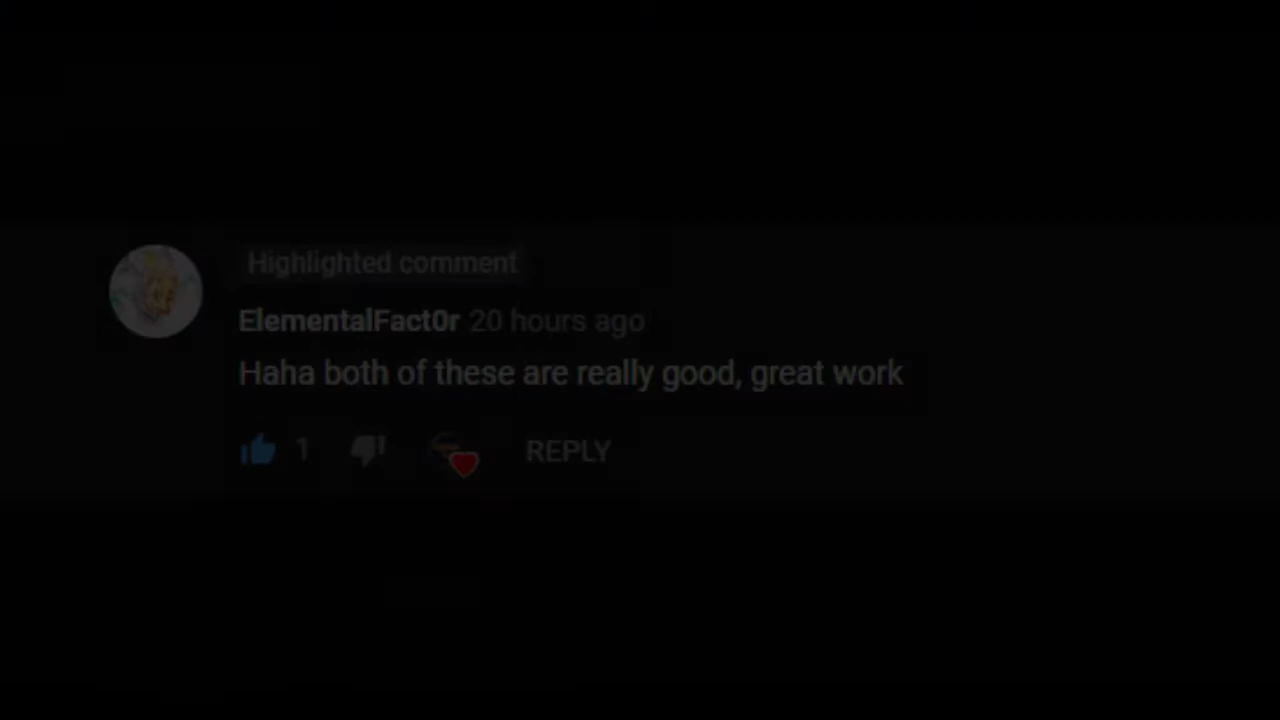 Highlighted comment
ElementalFact0r 20 hours ago
Haha both of these are really good, great work
1 REPLY